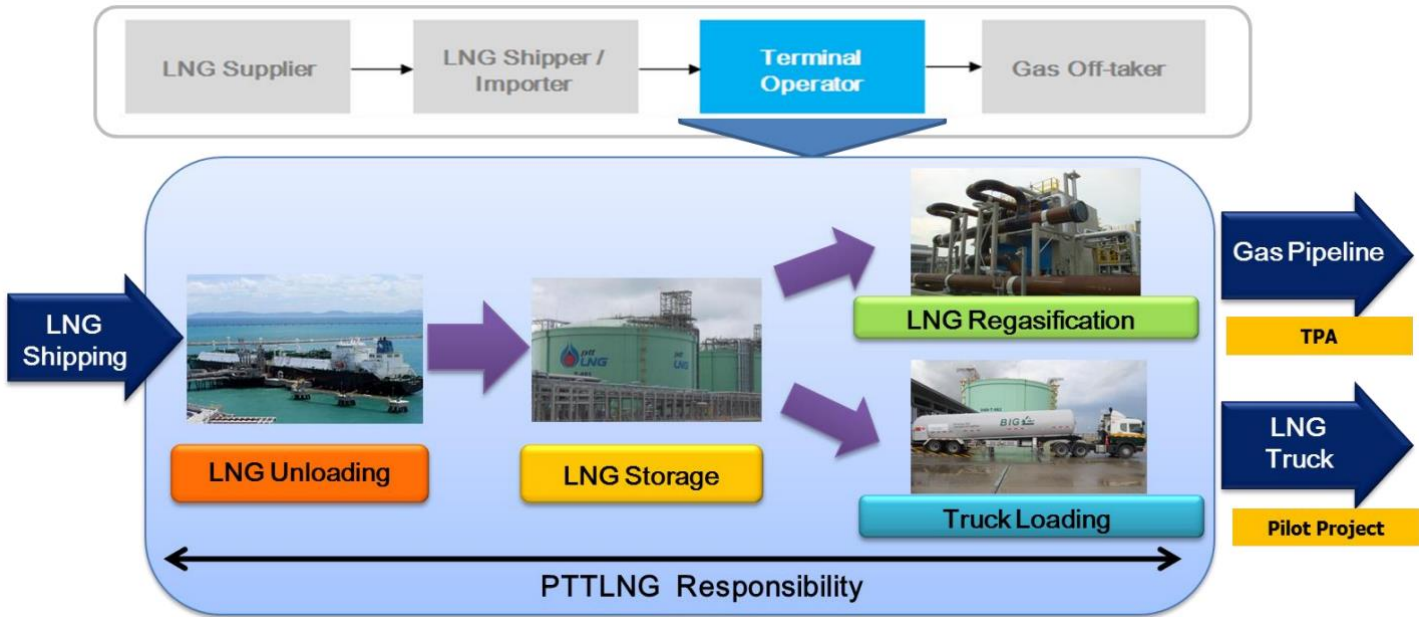 LNG Supplier
LNG Shipper /
Importer
Terminal
Operator
Gas Off-taker
LNG
Shipping
LNG Unloading
ptt
LNG
LNG Storage
LNG Regasification
BIG
Truck Loading
Gas Pipeline
TPA
LNG
Truck
Pilot Project
PTTLNG Responsibility